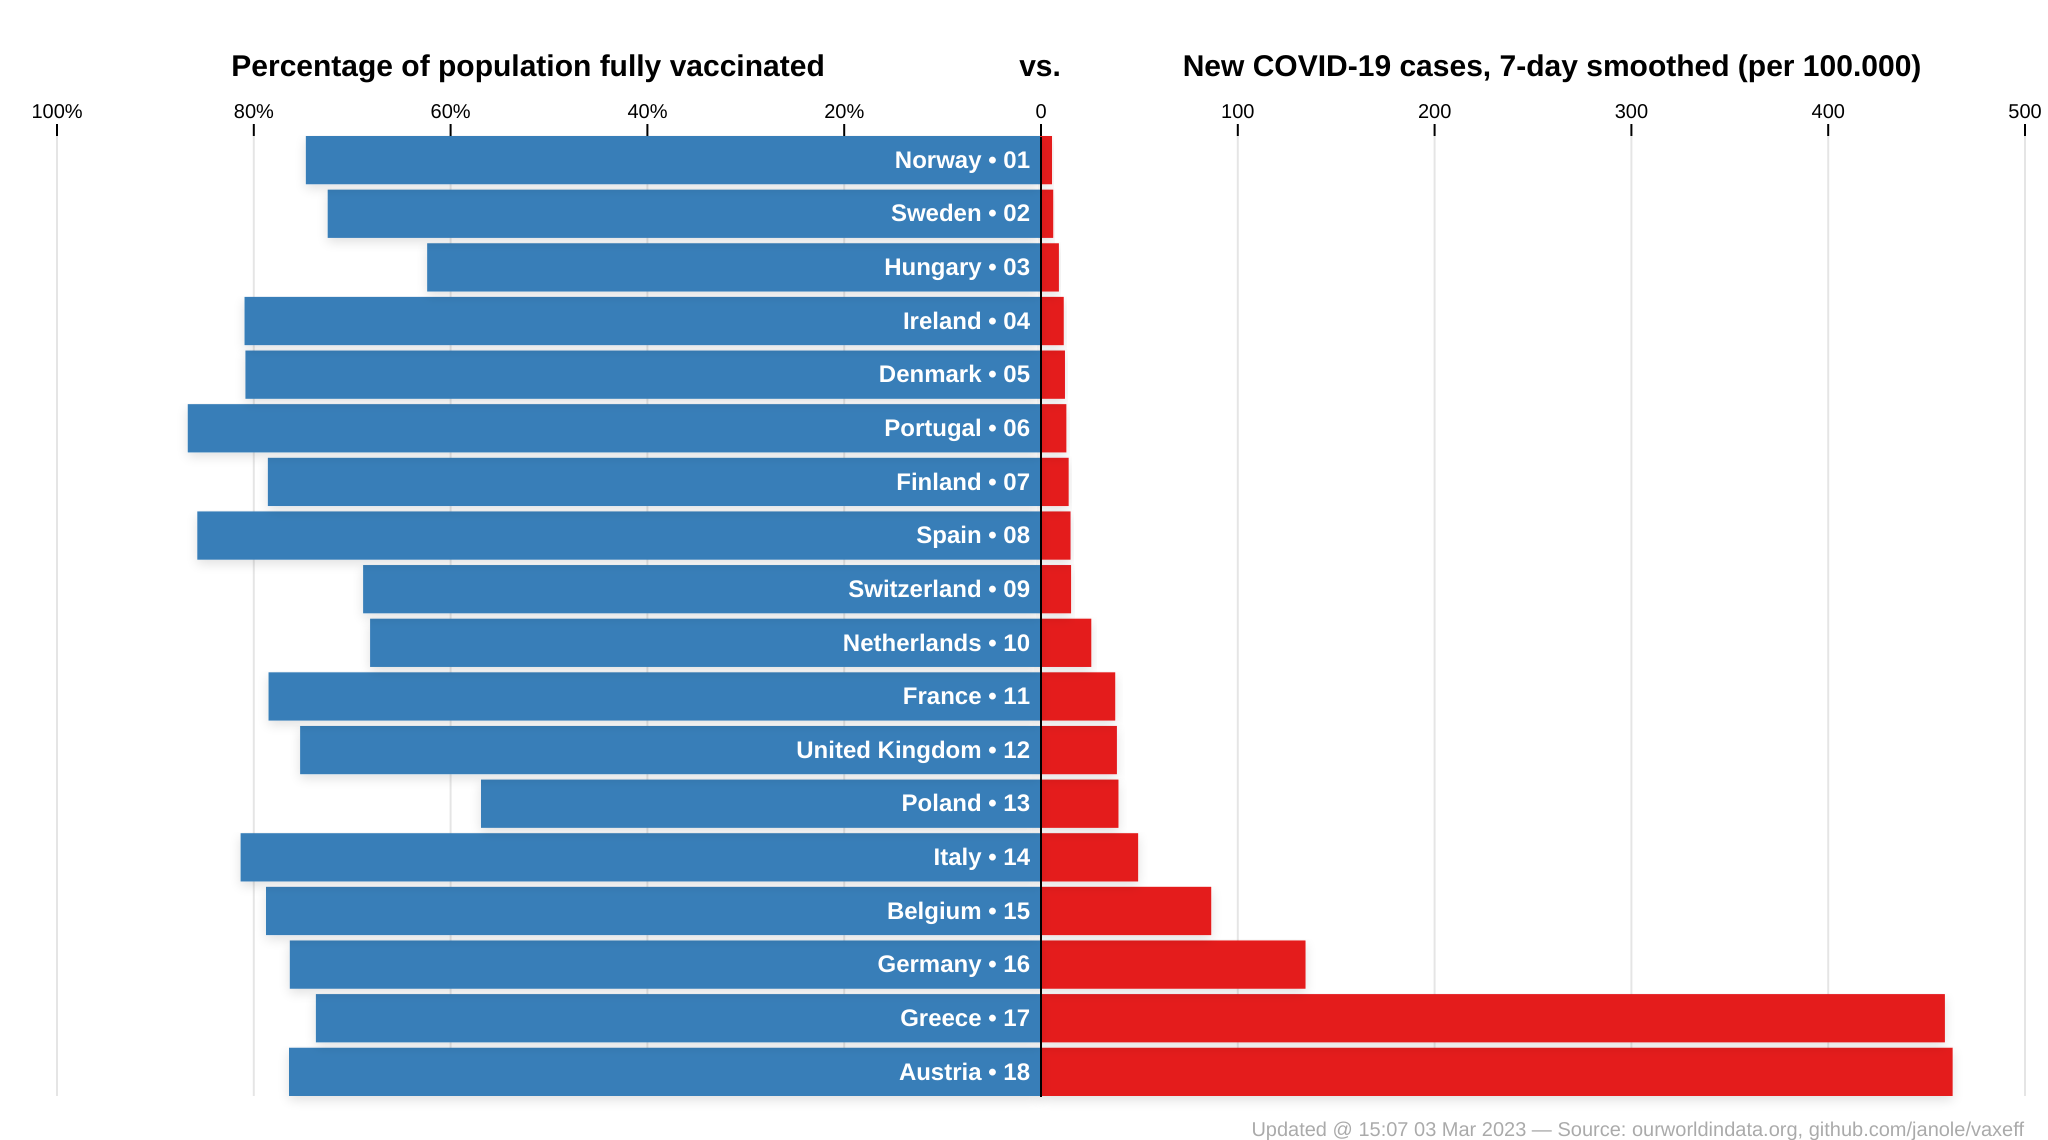 Percentage of population fully vaccinated vs. New COVID-19 cases, 7-day smoothed (per 100.000)
100% 80% 60% 40% 20% 0 100 200 300 400 500
Norway • 01
Sweden • 02
Hungary • 03
Ireland • 04
Denmark • 05
Portugal • 06
Finland • 07
Spain • 08
Switzerland • 09
Netherlands • 10
France • 11
United Kingdom • 12
Poland • 13
Italy • 14
Belgium • 15
Germany • 16
Greece • 17
Austria • 18
Updated @ 15:07 03 Mar 2023 — Source: ourworldindata.org, github.com/janole/vaxeff